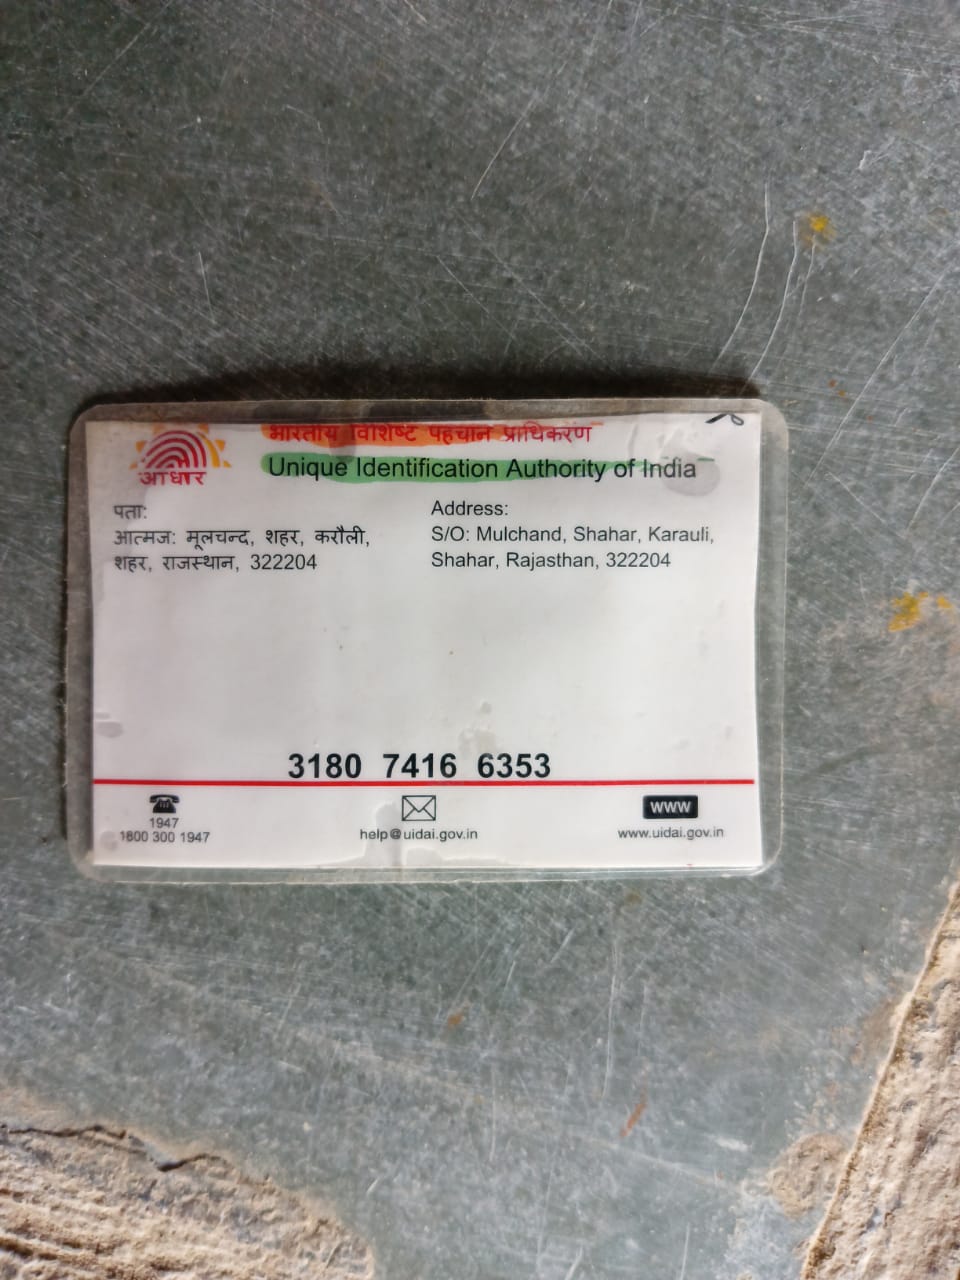 भारतीय विशिष्ट पहचान प्राधिकरण
Unique Identification Authority of India
आधार
पता:
आत्मज: मूलचन्द, शहर, करौली,
शहर, राजस्थान, 322204
Address:
S/O: Mulchand, Shahar, Karauli,
Shahar, Rajasthan, 322204
3180 7416 6353
1947
1800 300 1947
help@uidai.gov.in
www
www.uidai.gov.in